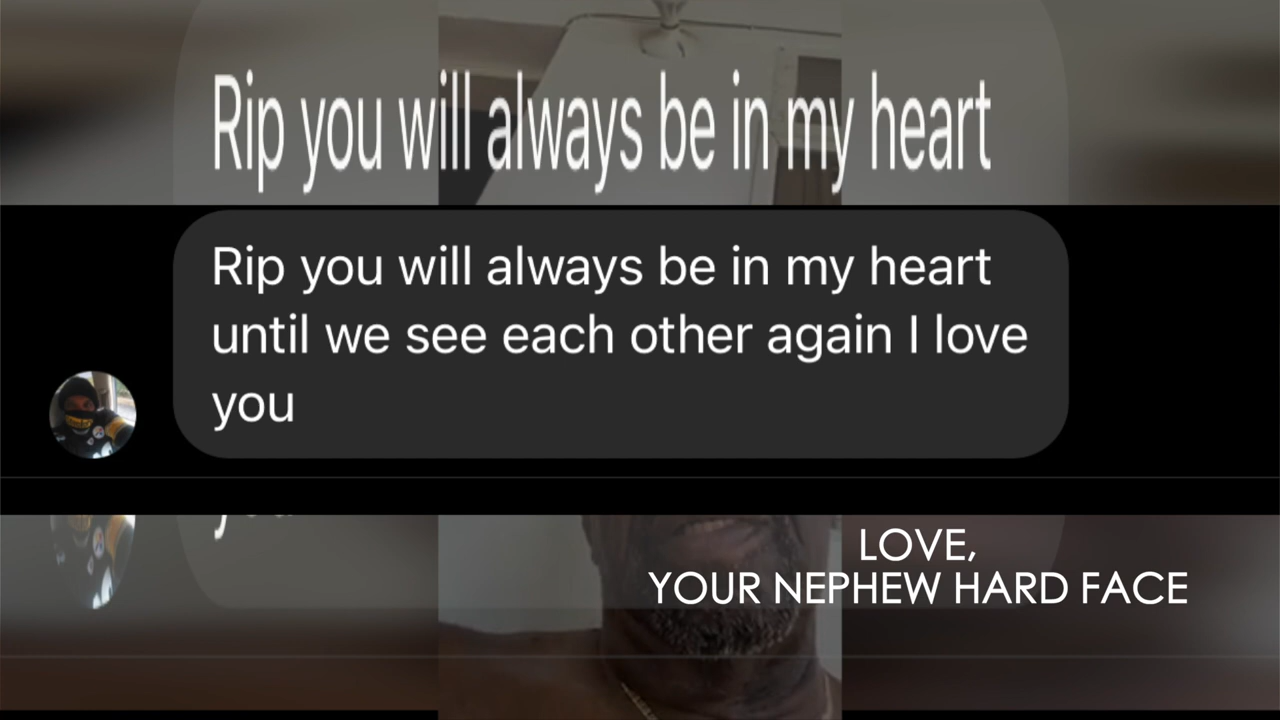 Rip you will always be in my heart
Rip you will always be in my heart
until we see each other again I love
you
LOVE,
YOUR NEPHEW HARD FACE